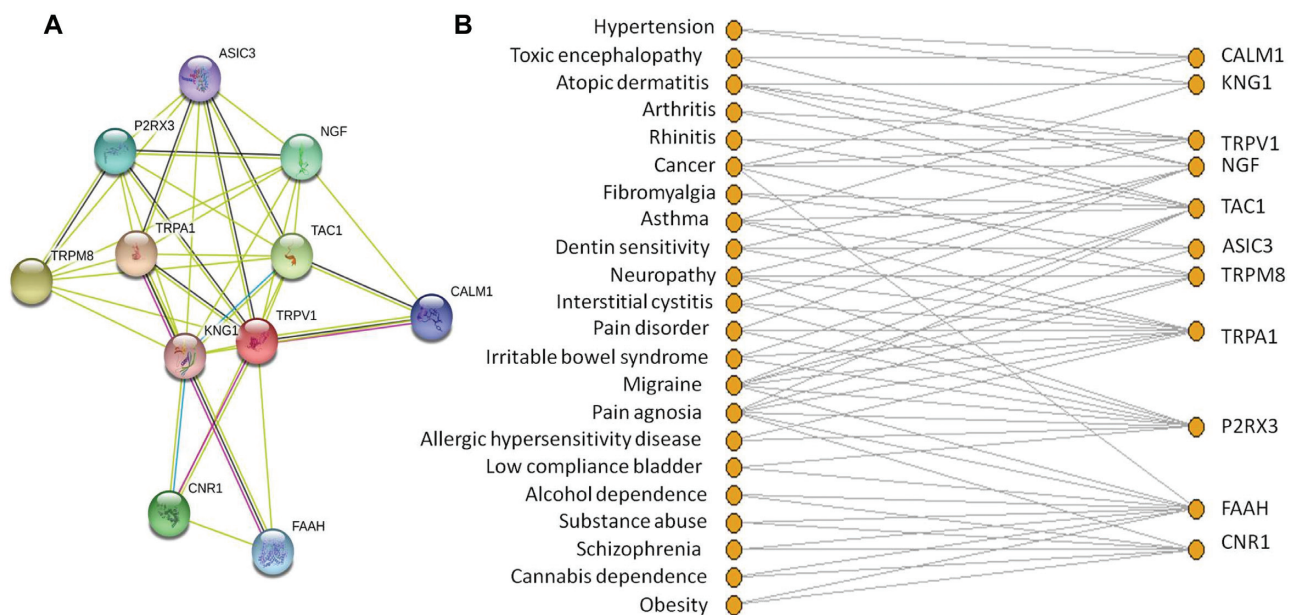 A
ASIC3
P2RX3
NGF
TRPA1
TAC1
TRPM8
CALM1
KNG1
TRPV1
CNR1
FAAH
B
Hypertension
Toxic encephalopathy
Atopic dermatitis
Arthritis
Rhinitis
Cancer
Fibromyalgia
Asthma
Dentin sensitivity
Neuropathy
Interstitial cystitis
Pain disorder
Irritable bowel syndrome
Migraine
Pain agnosia
Allergic hypersensitivity disease
Low compliance bladder
Alcohol dependence
Substance abuse
Schizophrenia
Cannabis dependence
Obesity
CALM1
KNG1
TRPV1
NGF
TAC1
ASIC3
TRPM8
TRPA1
P2RX3
FAAH
CNR1